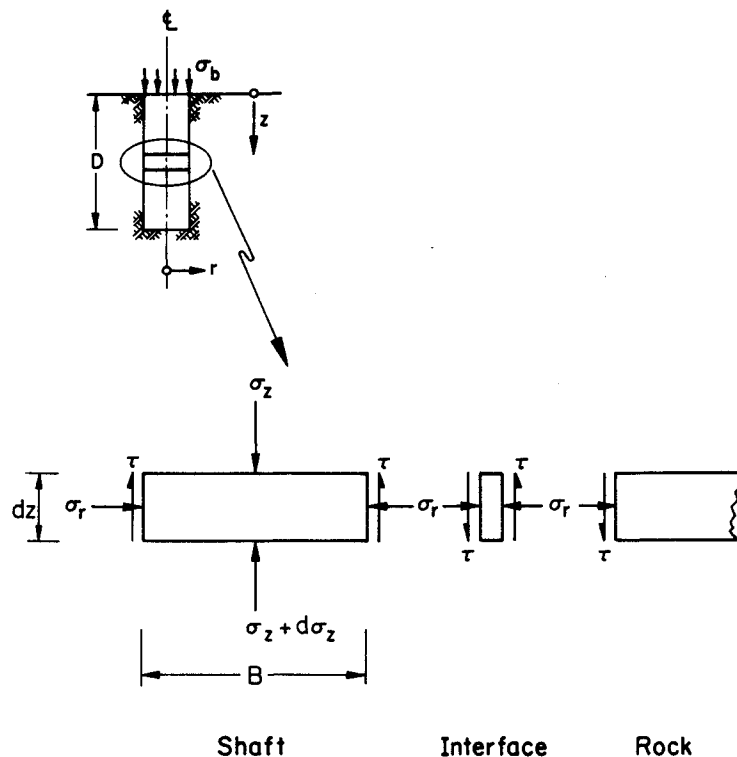 ℄
σb
z
D
r
σz
τ τ τ τ
dz σr σr σr
τ τ
σz + dσz
B
Shaft Interface Rock